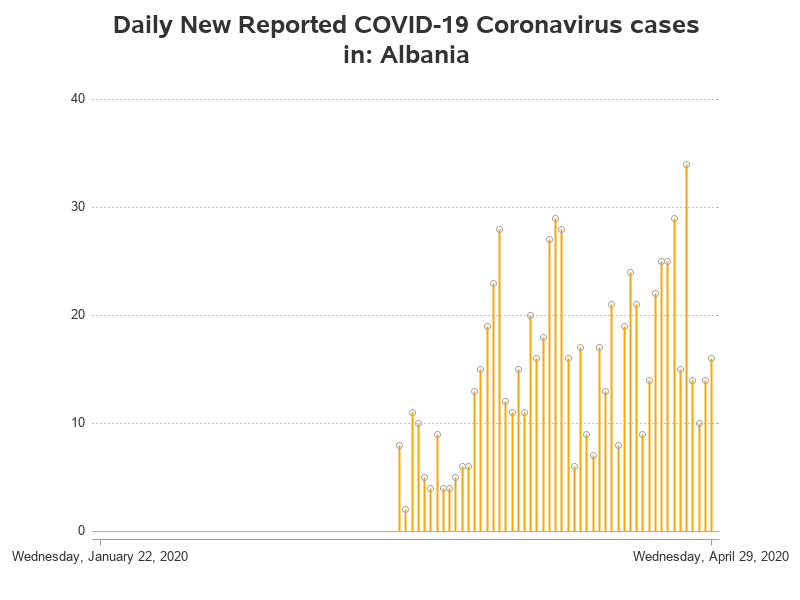 Daily New Reported COVID-19 Coronavirus cases
in: Albania
40
30
20
10
0
Wednesday, January 22, 2020
Wednesday, April 29, 2020